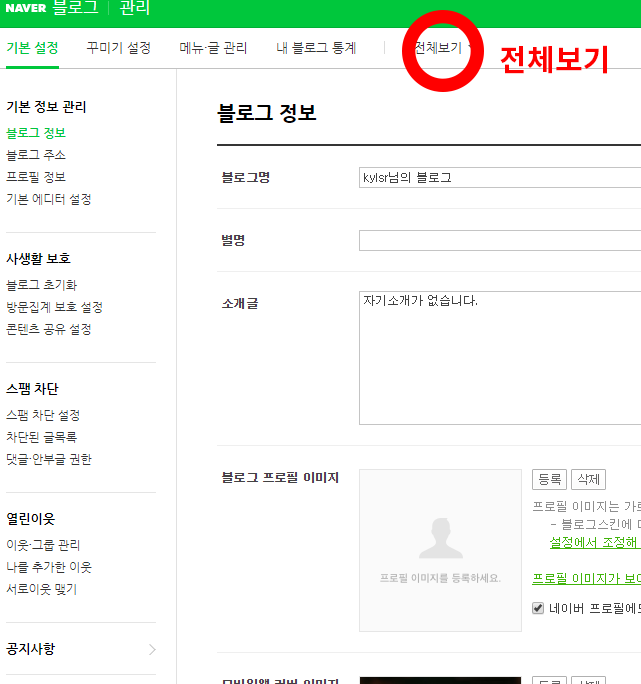 NAVER 블로그 관리
기본 설정 꾸미기 설정 메뉴·글 관리 내 블로그 통계 전체보기
전체보기
기본 정보 관리
블로그 정보
블로그 주소
프로필 정보
기본 에디터 설정
사생활 보호
블로그 초기화
방문집계 보호 설정
콘텐츠 공유 설정
스팸 차단
스팸 차단 설정
차단된 글목록
댓글·안부글 권한
열린이웃
이웃·그룹 관리
나를 추가한 이웃
서로이웃 맺기
공지사항
블로그 정보
블로그명 kylsr님의 블로그
별명
소개글 자기소개가 없습니다.
블로그 프로필 이미지
프로필 이미지를 등록하세요.
등록 삭제
프로필 이미지는
- 블로그스킨에
설정에서 조정해
프로필 이미지가
네이버 프로필에도
모바일앱 커버 이미지
등록 삭제